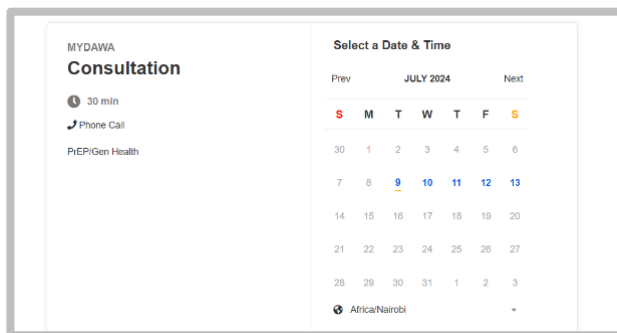 MYDAWA
Consultation
30 min
Phone Call
PrEP/Gen Health
Select a Date & Time
Prev JULY 2024 Next
S M T W T F S
30 1 2 3 4 5 6
7 8 9 10 11 12 13
14 15 16 17 18 19 20
21 22 23 24 25 26 27
28 29 30 31 1 2 3
Africa/Nairobi